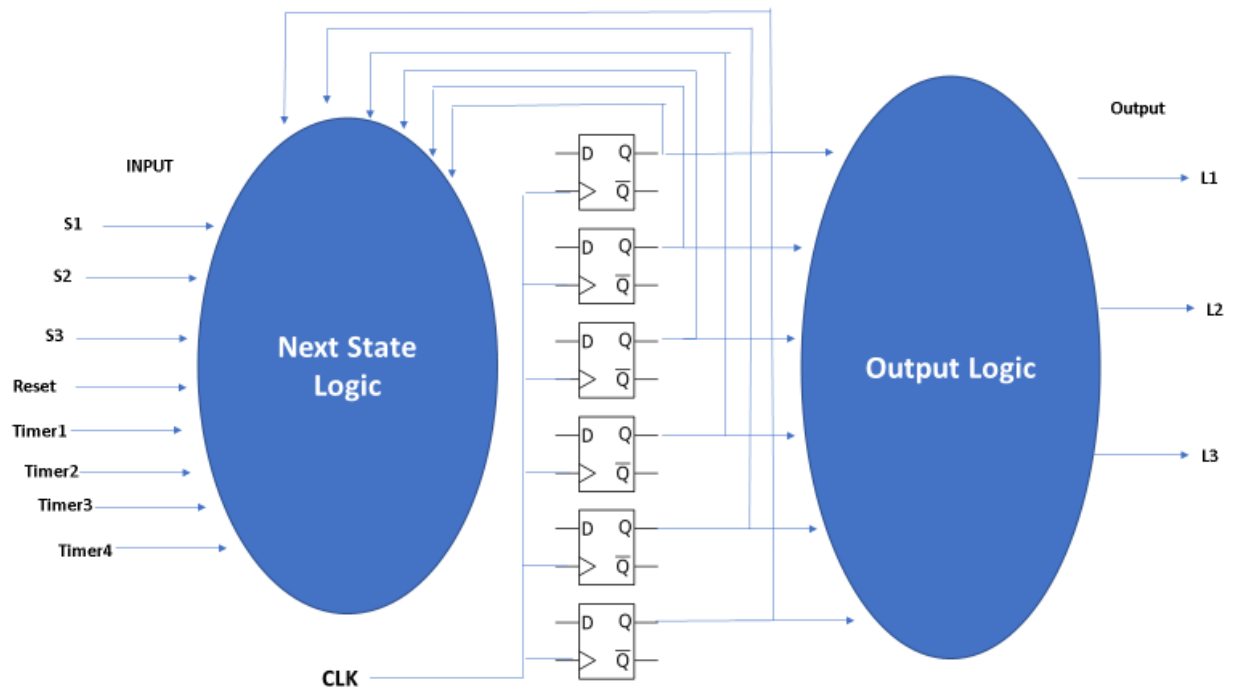 INPUT
S1
S2
S3
Reset
Timer1
Timer2
Timer3
Timer4
Next State
Logic
CLK
D Q
Q̅
D Q
Q̅
D Q
Q̅
D Q
Q̅
D Q
Q̅
D Q
Q̅
Output Logic
Output
L1
L2
L3